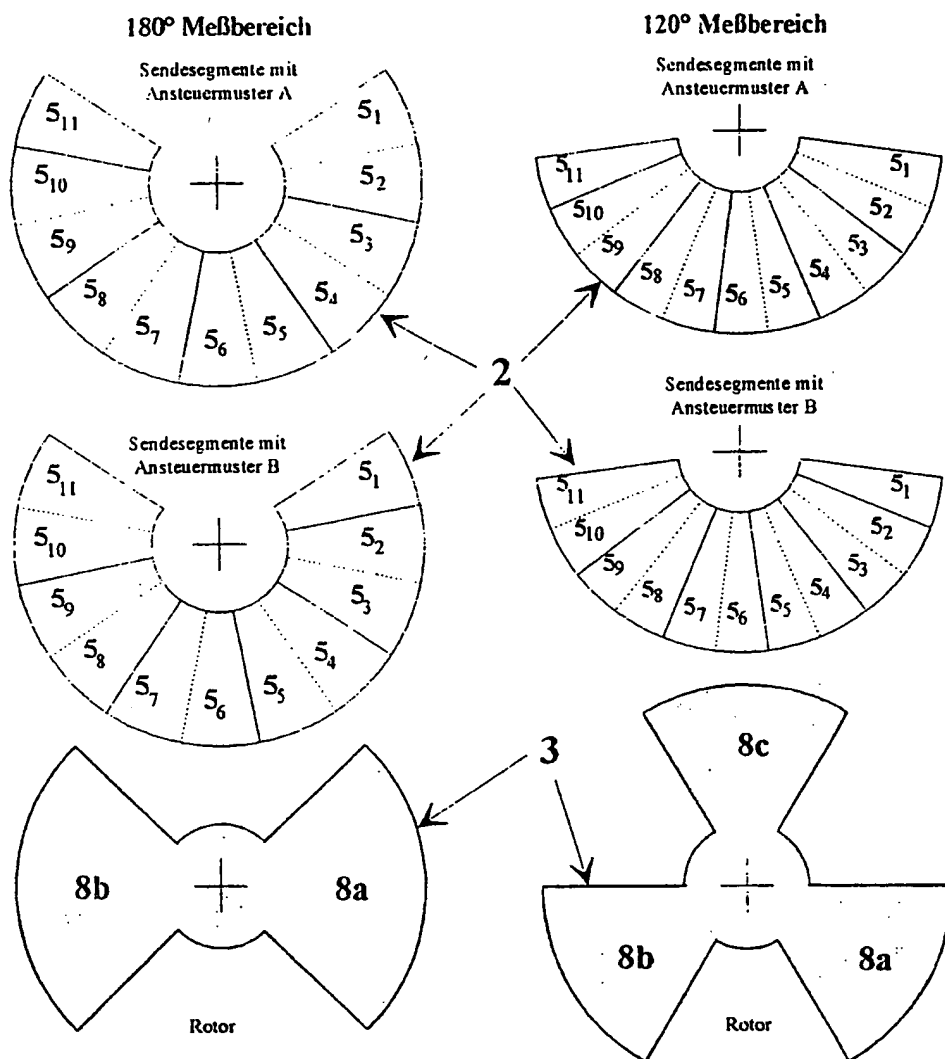 180° Meßbereich
Sendesegmente mit
Ansteuermuster A
5₁₁
5₁
5₁₀
5₂
5₉
5₃
5₈
5₄
5₇
5₆
5₅
Sendesegmente mit
Ansteuermuster B
5₁₁
5₁
5₁₀
5₂
5₉
5₃
5₈
5₄
5₇
5₆
5₅
8b
8a
Rotor
2
3
120° Meßbereich
Sendesegmente mit
Ansteuermuster A
5₁₁
5₁
5₁₀
5₂
5₉
5₃
5₈
5₄
5₇
5₆
5₅
Sendesegmente mit
Ansteuermuster B
5₁₁
5₁
5₁₀
5₂
5₉
5₃
5₈
5₄
5₇
5₆
5₅
8c
8b
8a
Rotor